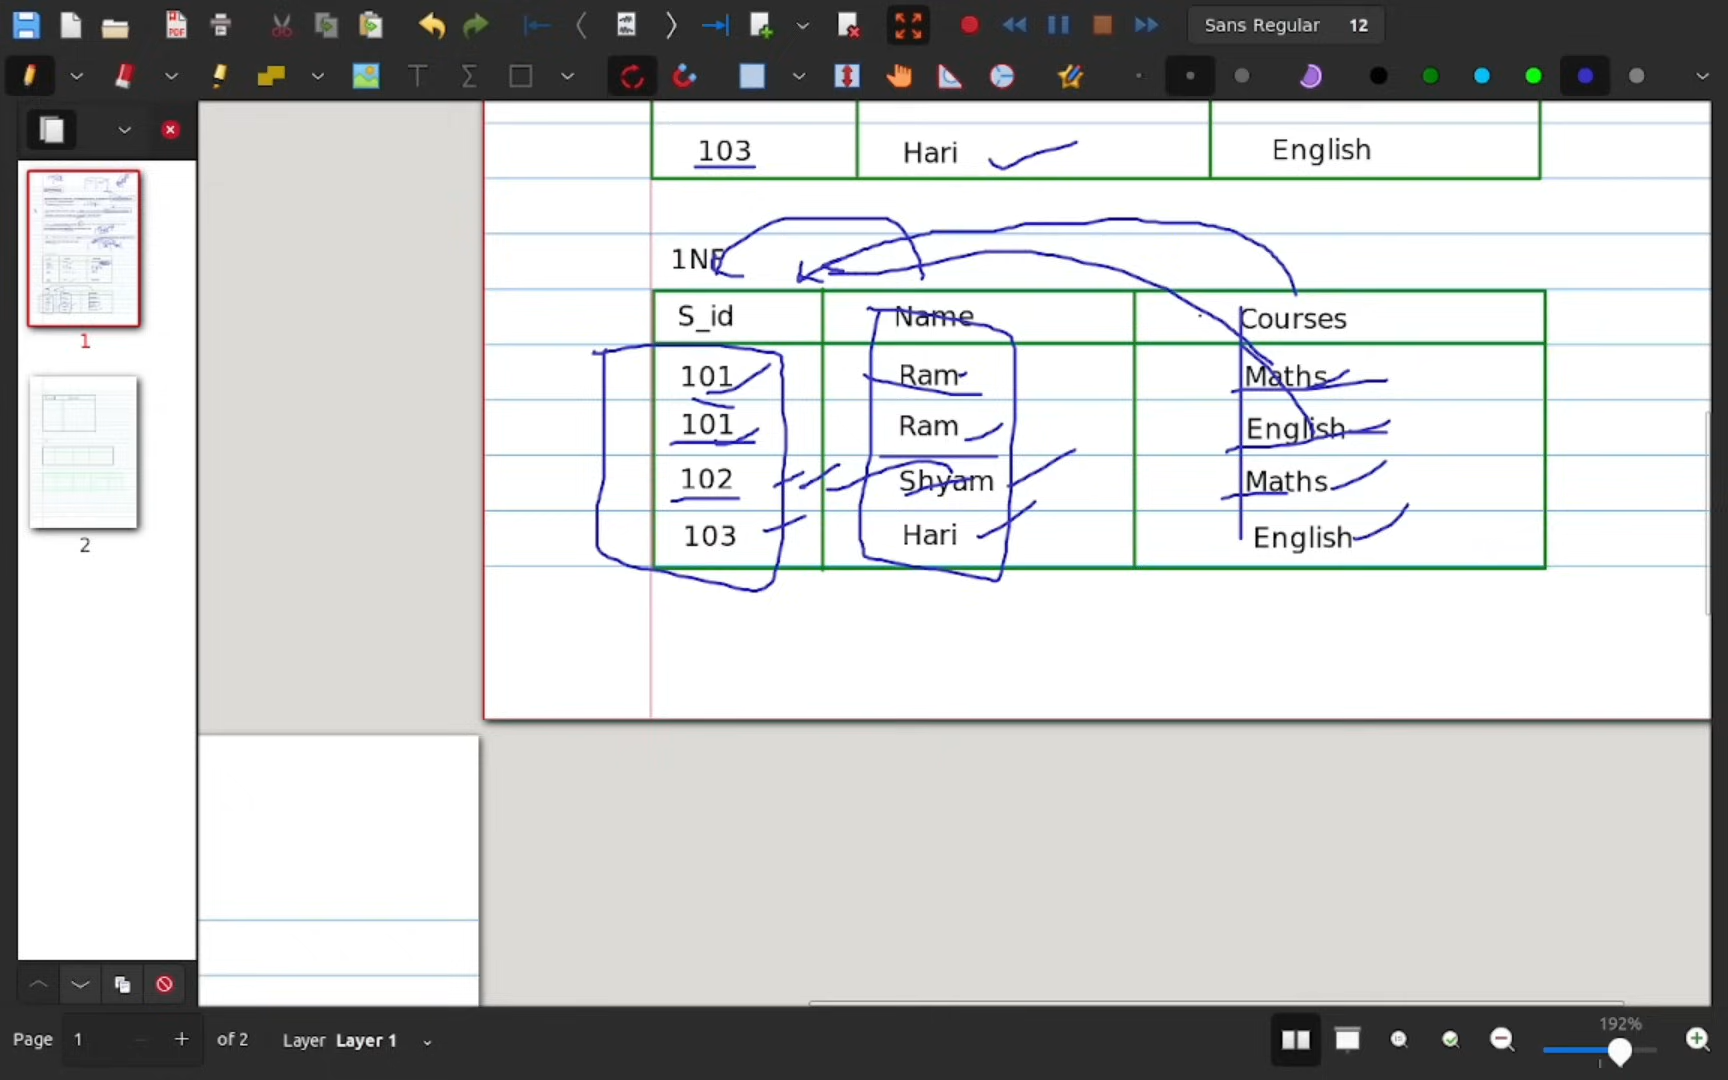 Sans Regular 12
PDF
103 Hari English
1NF
S_id Name Courses
101 Ram Maths
101 Ram English
102 Shyam Maths
103 Hari English
1
2
Page 1 of 2 Layer Layer 1
192%